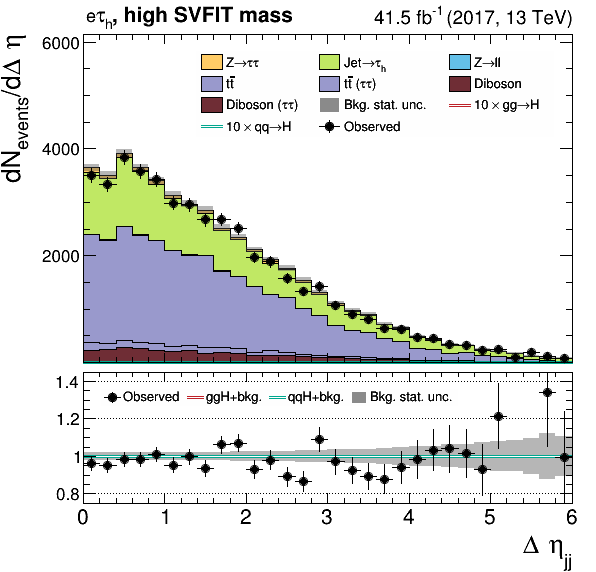 eτh, high SVFIT mass 41.5 fb⁻¹ (2017, 13 TeV)
dNevents/dΔ η
6000
4000
2000
Z→ττ Jet→τh Z→ll
tt̄ tt̄ (ττ) Diboson
Diboson (ττ) Bkg. stat. unc. 10 × gg→H
10 × qq→H Observed
1.4
1.2
1
0.8
Observed ggH+bkg. qqH+bkg. Bkg. stat. unc.
0 1 2 3 4 5 6
Δ ηjj